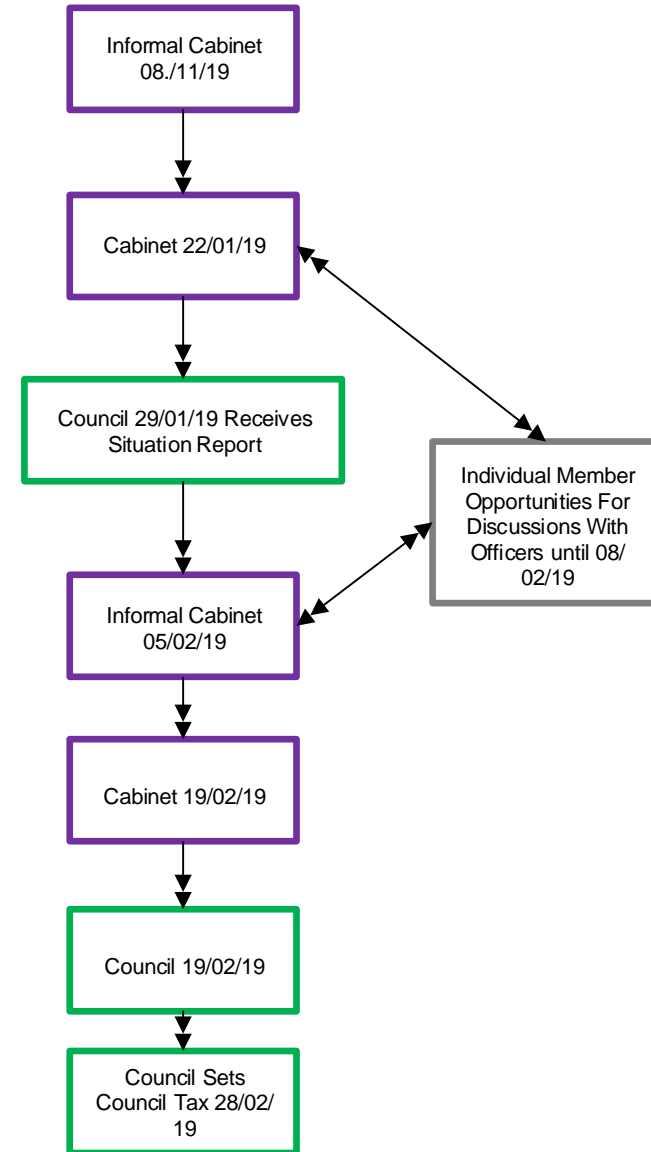 Informal Cabinet
08./11/19
Cabinet 22/01/19
Council 29/01/19 Receives
Situation Report
Individual Member
Opportunities For
Discussions With
Officers until 08/
02/19
Informal Cabinet
05/02/19
Cabinet 19/02/19
Council 19/02/19
Council Sets
Council Tax 28/02/
19